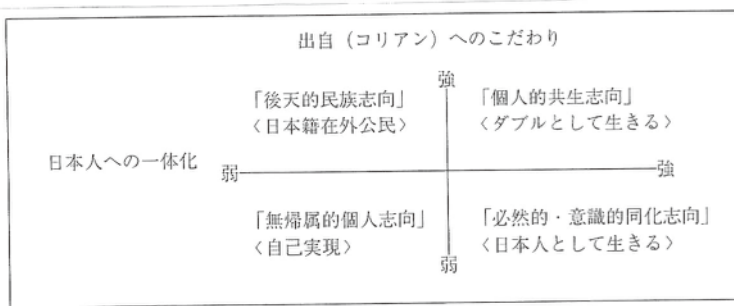 出自（コリアン）へのこだわり
強
「後天的民族志向」
〈日本籍在外公民〉
「個人的共生志向」
〈ダブルとして生きる〉
日本人への一体化
弱
強
「無帰属的個人志向」
〈自己実現〉
「必然的・意識的同化志向」
〈日本人として生きる〉
弱